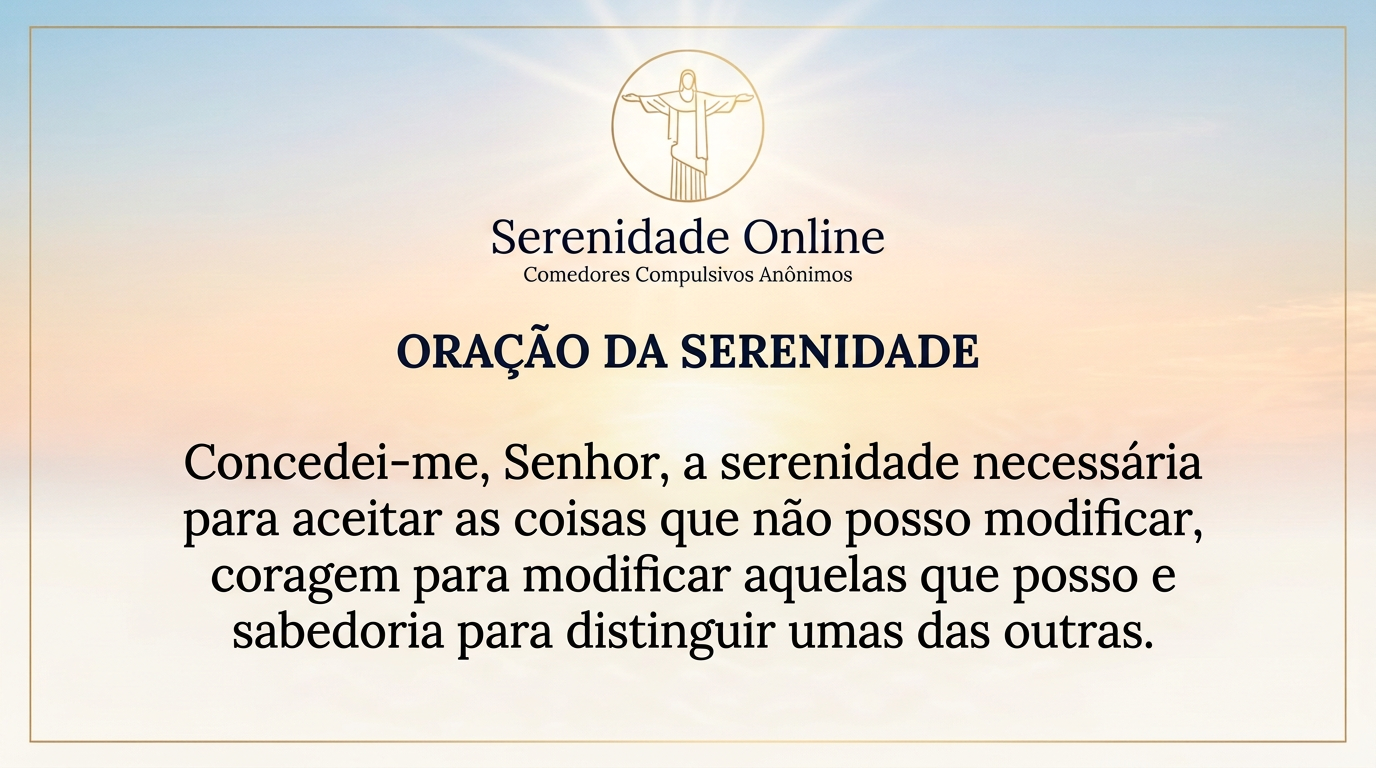 Serenidade Online
Comedores Compulsivos Anônimos
ORAÇÃO DA SERENIDADE
Concedei-me, Senhor, a serenidade necessária
para aceitar as coisas que não posso modificar,
coragem para modificar aquelas que posso e
sabedoria para distinguir umas das outras.